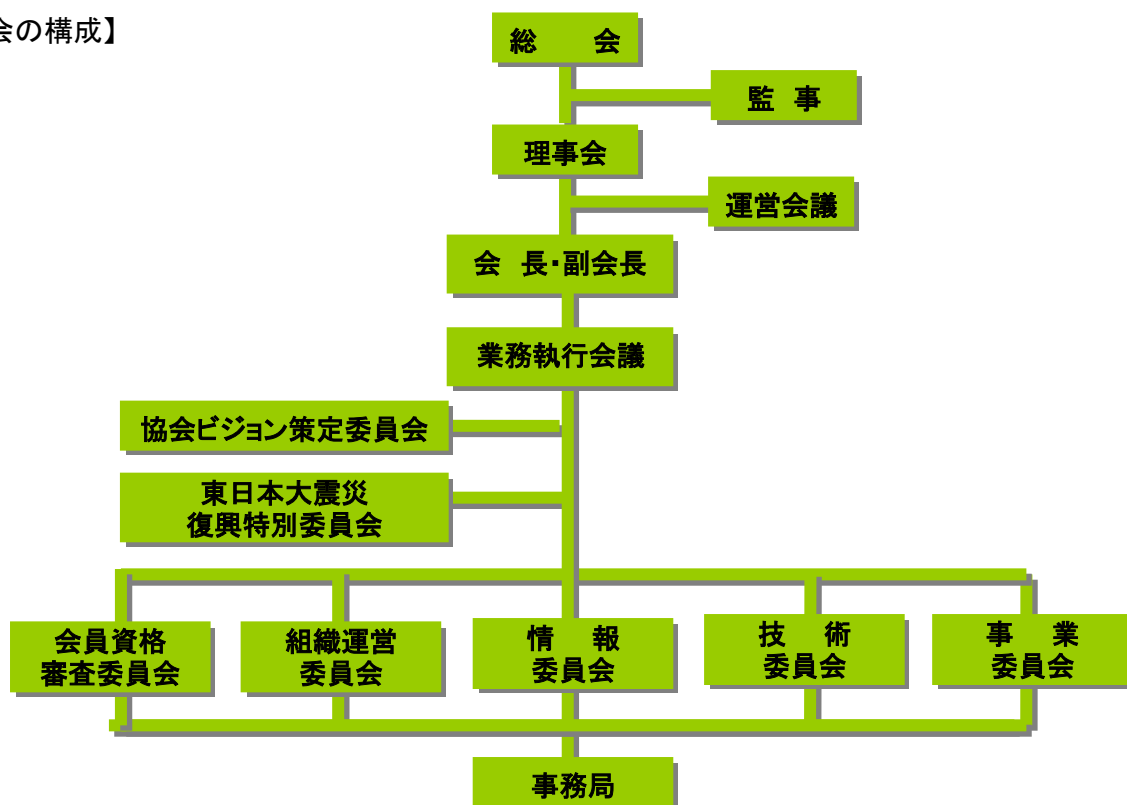 会の構成】
総　　会
監　事
理事会
運営会議
会　長・副会長
業務執行会議
協会ビジョン策定委員会
東日本大震災
復興特別委員会
会員資格
審査委員会
組織運営
委員会
情　　報
委員会
技　　術
委員会
事　　業
委員会
事務局